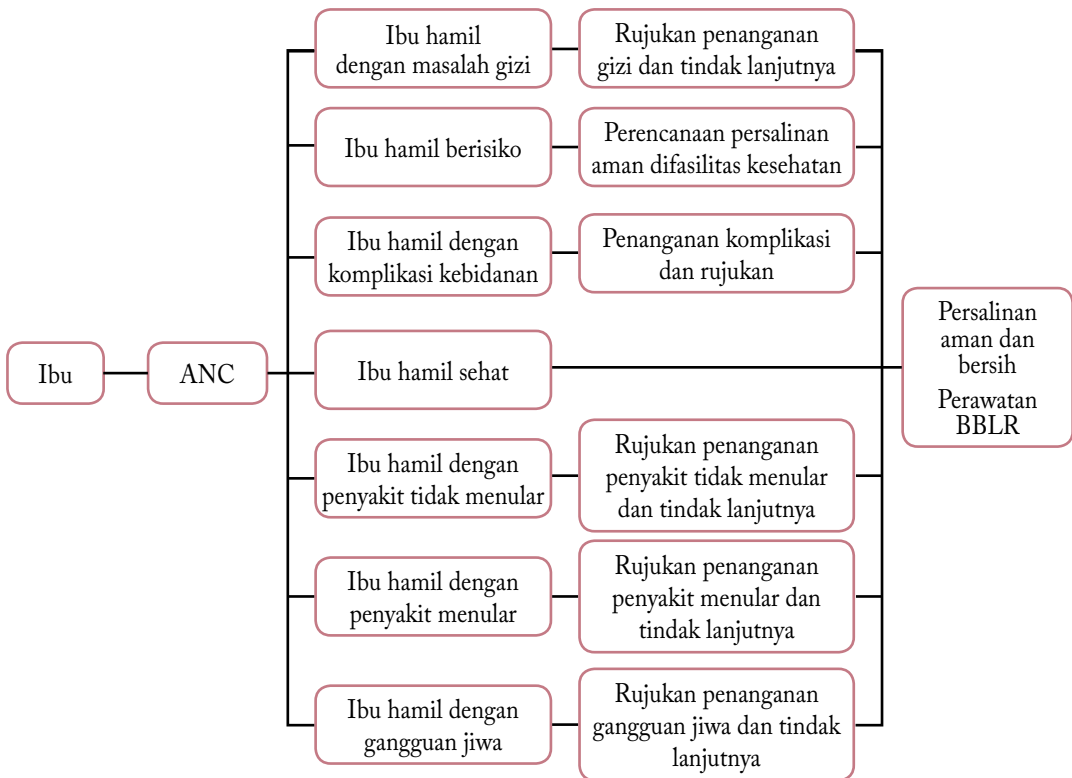 Ibu
ANC
Ibu hamil
dengan masalah gizi
Rujukan penanganan
gizi dan tindak lanjutnya
Ibu hamil berisiko
Perencanaan persalinan
aman difasilitas kesehatan
Ibu hamil dengan
komplikasi kebidanan
Penanganan komplikasi
dan rujukan
Ibu hamil sehat
Ibu hamil dengan
penyakit tidak menular
Rujukan penanganan
penyakit tidak menular
dan tindak lanjutnya
Ibu hamil dengan
penyakit menular
Rujukan penanganan
penyakit menular dan
tindak lanjutnya
Ibu hamil dengan
gangguan jiwa
Rujukan penanganan
gangguan jiwa dan tindak
lanjutnya
Persalinan
aman dan
bersih
Perawatan
BBLR